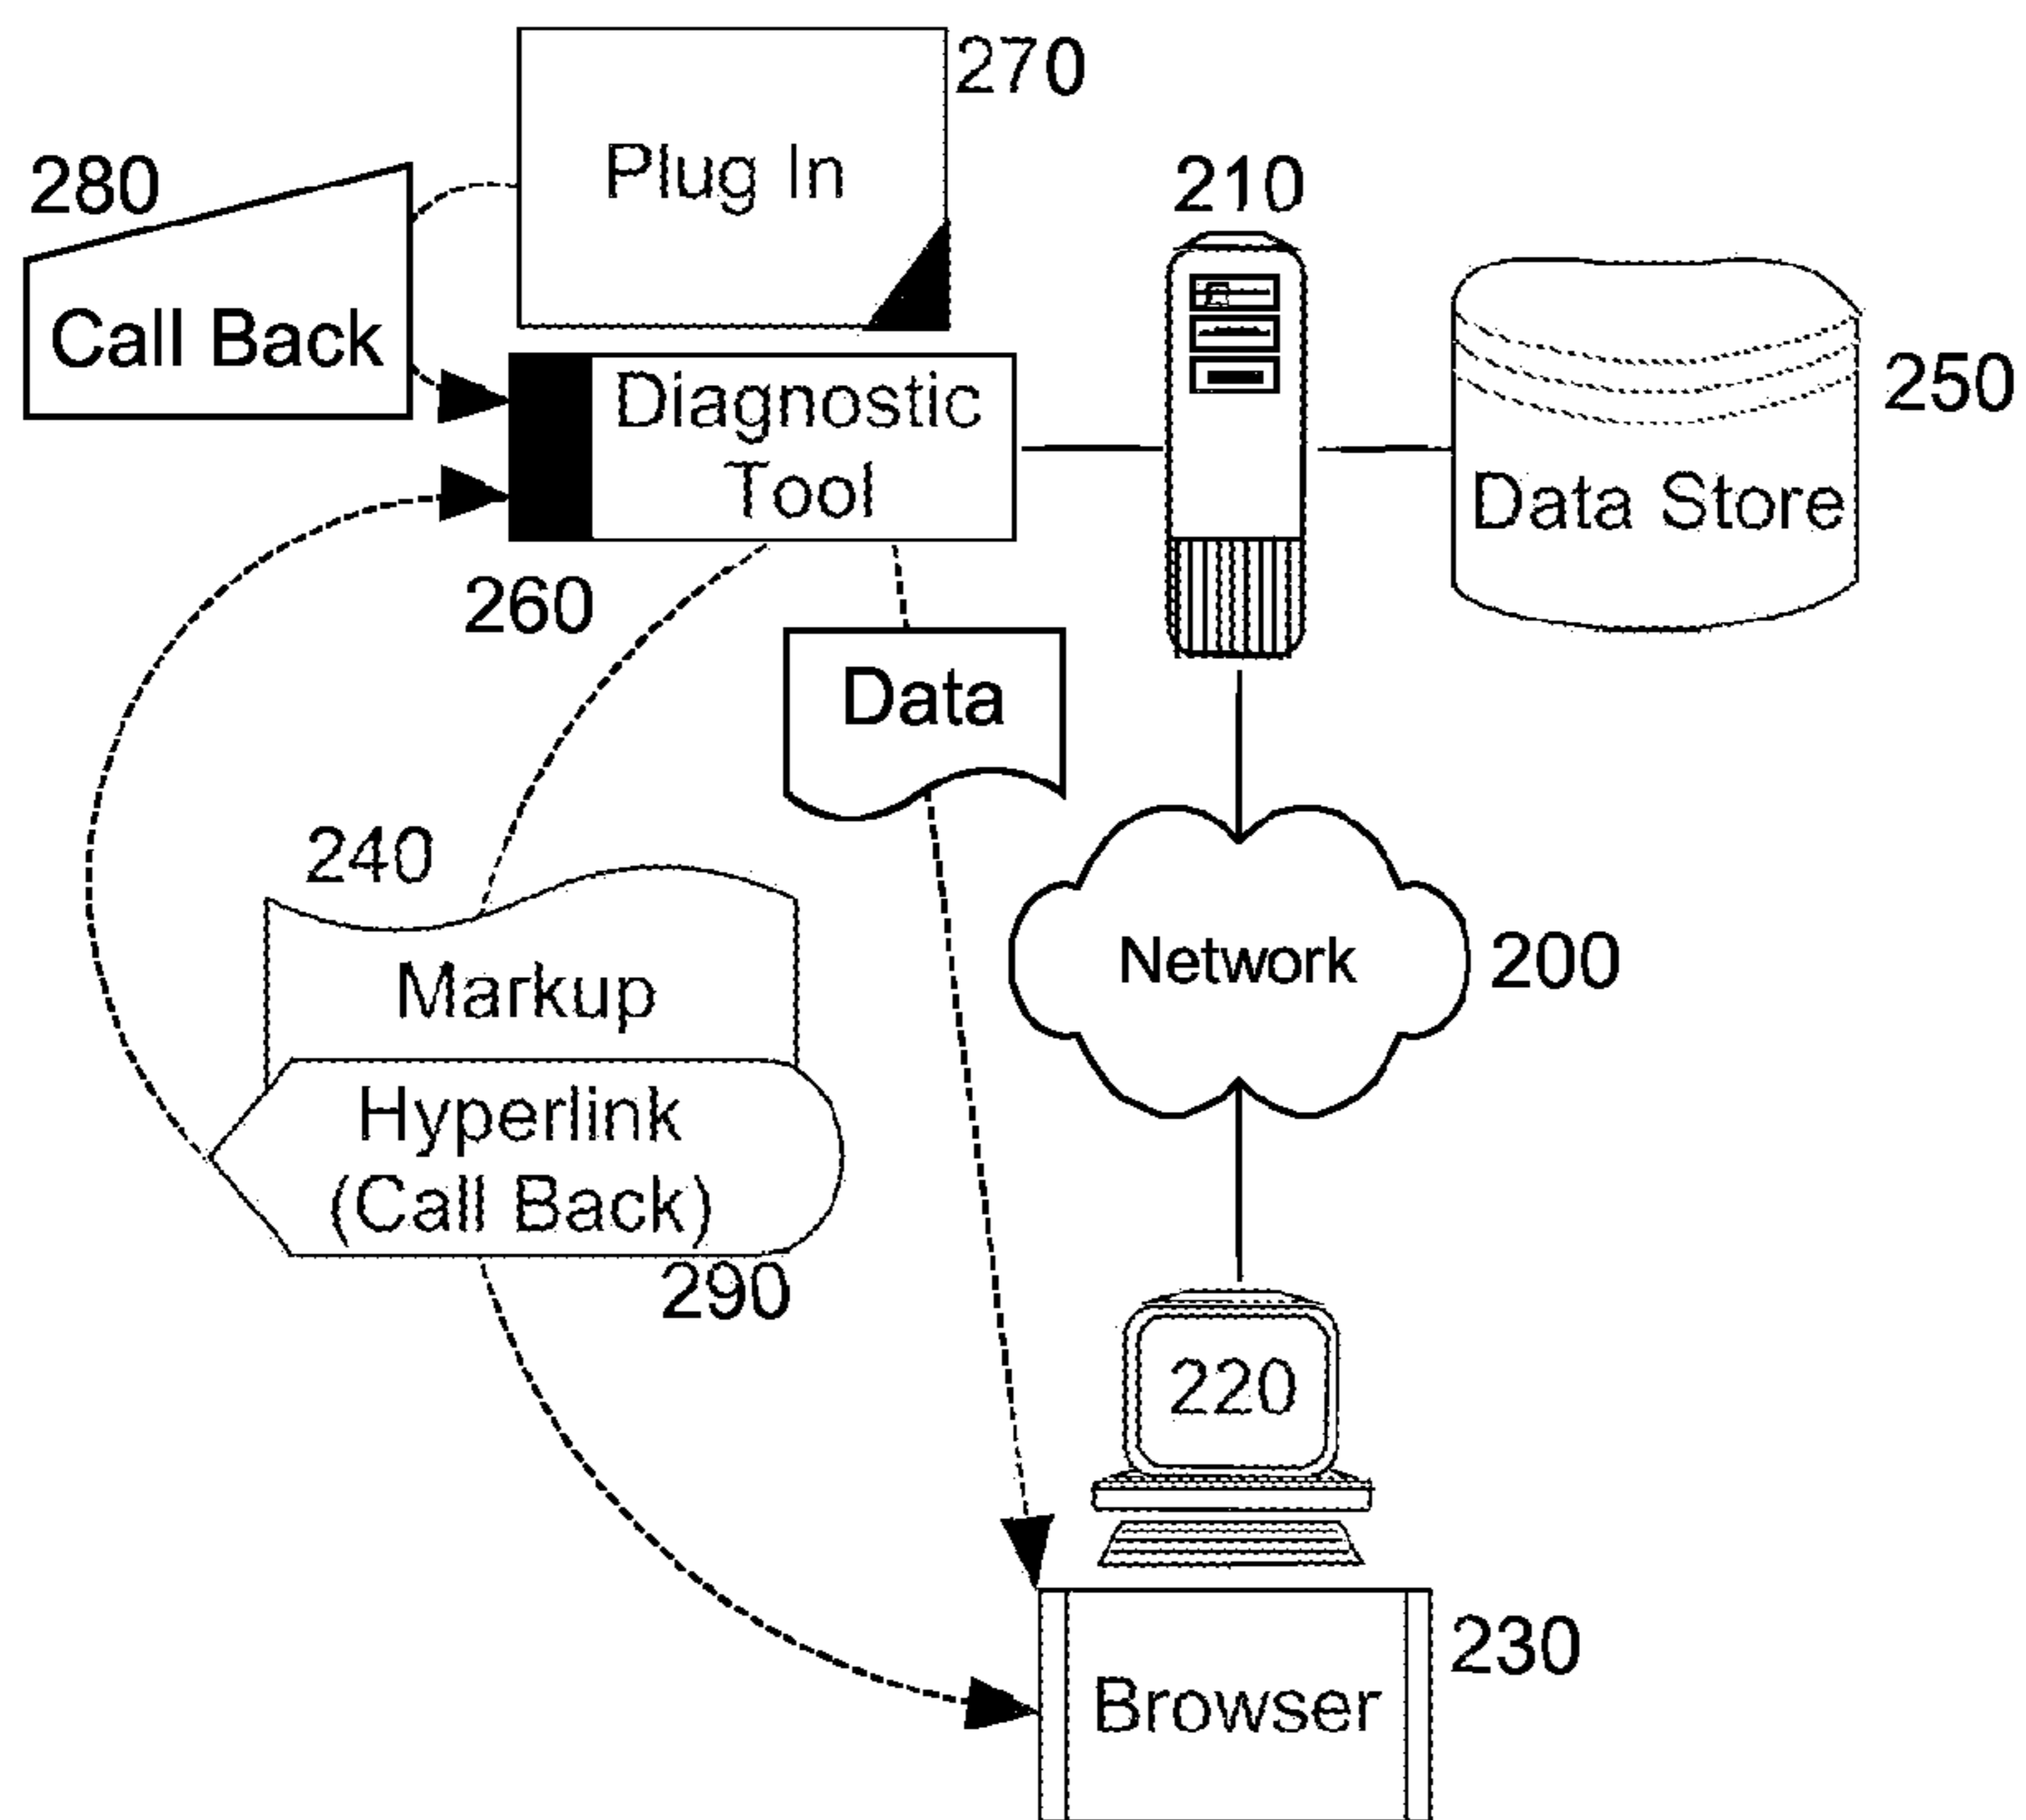 270
280
Plug In
210
Call Back
Diagnostic
Tool
250
Data Store
260
Data
240
Network
200
Markup
Hyperlink
(Call Back)
290
220
230
Browser